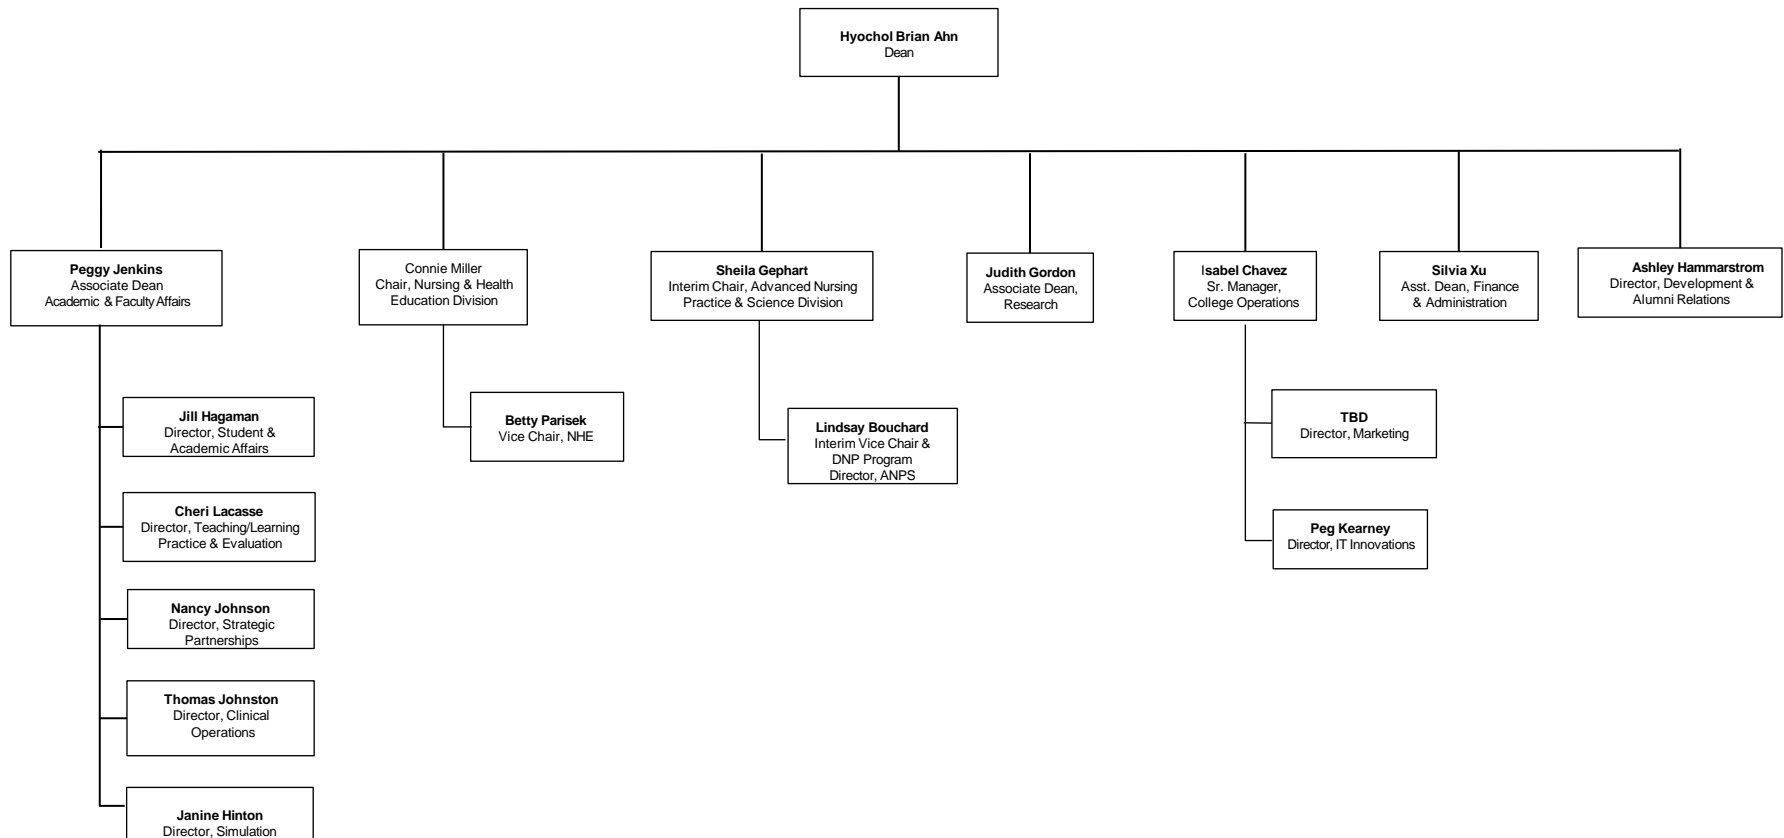 Hyochol Brian Ahn
Dean
Peggy Jenkins
Associate Dean
Academic & Faculty Affairs
Connie Miller
Chair, Nursing & Health
Education Division
Sheila Gephart
Interim Chair, Advanced Nursing
Practice & Science Division
Judith Gordon
Associate Dean,
Research
Isabel Chavez
Sr. Manager,
College Operations
Silvia Xu
Asst. Dean, Finance
& Administration
Ashley Hammarstrom
Director, Development &
Alumni Relations
Jill Hagaman
Director, Student &
Academic Affairs
Cheri Lacasse
Director, Teaching/Learning
Practice & Evaluation
Nancy Johnson
Director, Strategic
Partnerships
Thomas Johnston
Director, Clinical
Operations
Janine Hinton
Director, Simulation
Betty Parisek
Vice Chair, NHE
Lindsay Bouchard
Interim Vice Chair &
DNP Program
Director, ANPS
TBD
Director, Marketing
Peg Kearney
Director, IT Innovations